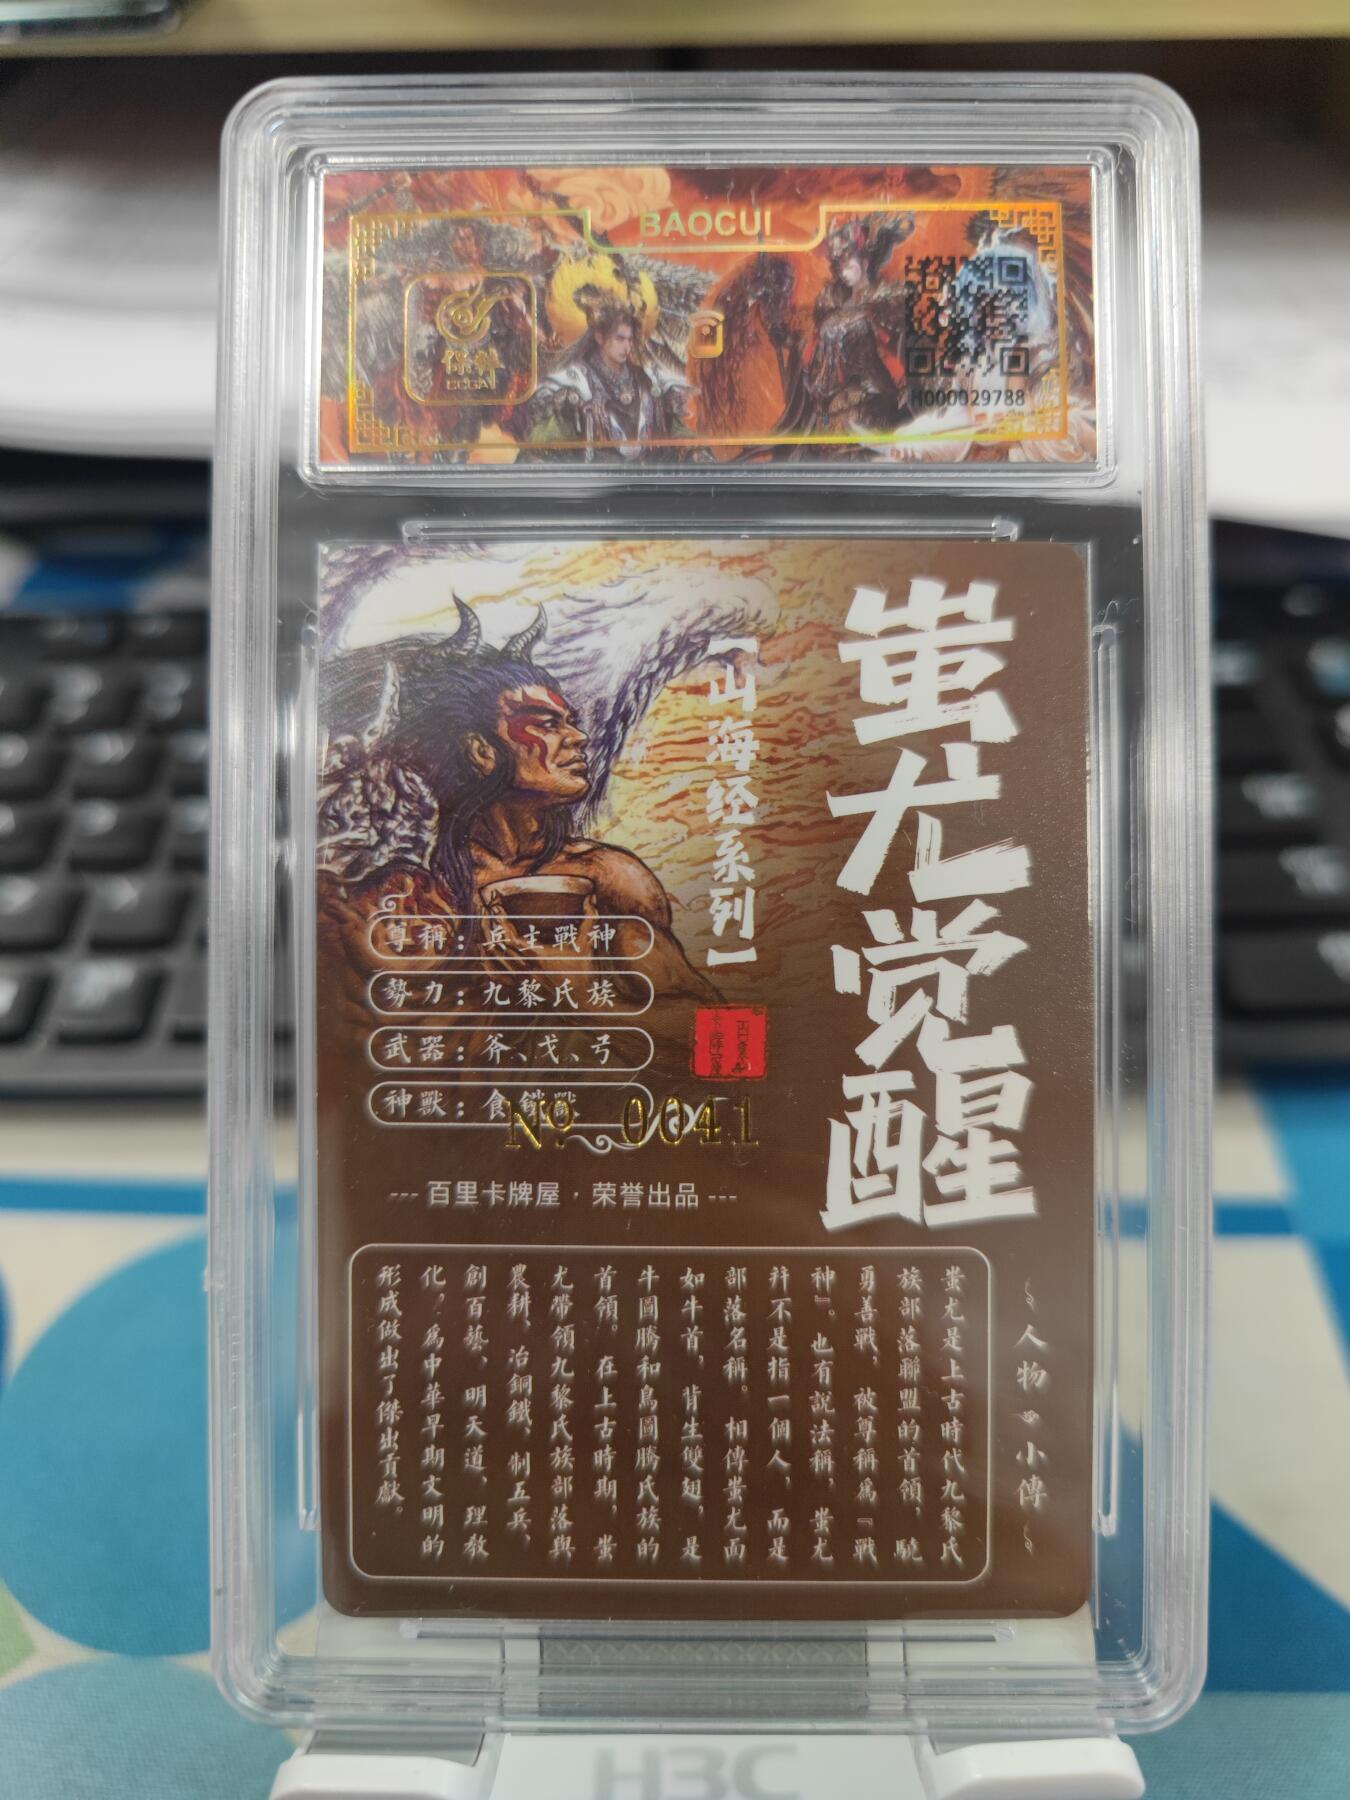 BAOCUI
保粹
CCGA
H000029788
蚩尤觉醒
【山海经系列】
尊稱：兵主戰神
勢力：九黎氏族
武器：斧、戈、弓
神獸：食鐵獸
№ 0041
--- 百里卡牌屋 · 荣誉出品 ---
人物小傳
蚩尤是上古時代九黎氏
族部落聯盟的首領，驍
勇善戰，被尊稱為『戰
神』。也有説法稱，蚩尤
并不是指一個人，而是
部落名稱。相傳蚩尤面
如牛首，背生雙翅，是
牛圖騰和鳥圖騰氏族的
首領。在上古時期，蚩
尤帶領九黎氏族部落與
農耕、冶銅鐵、制五兵，
創百藝、明天道、理教
化，為中華早期文明的
形成做出了傑出貢獻。
H3C